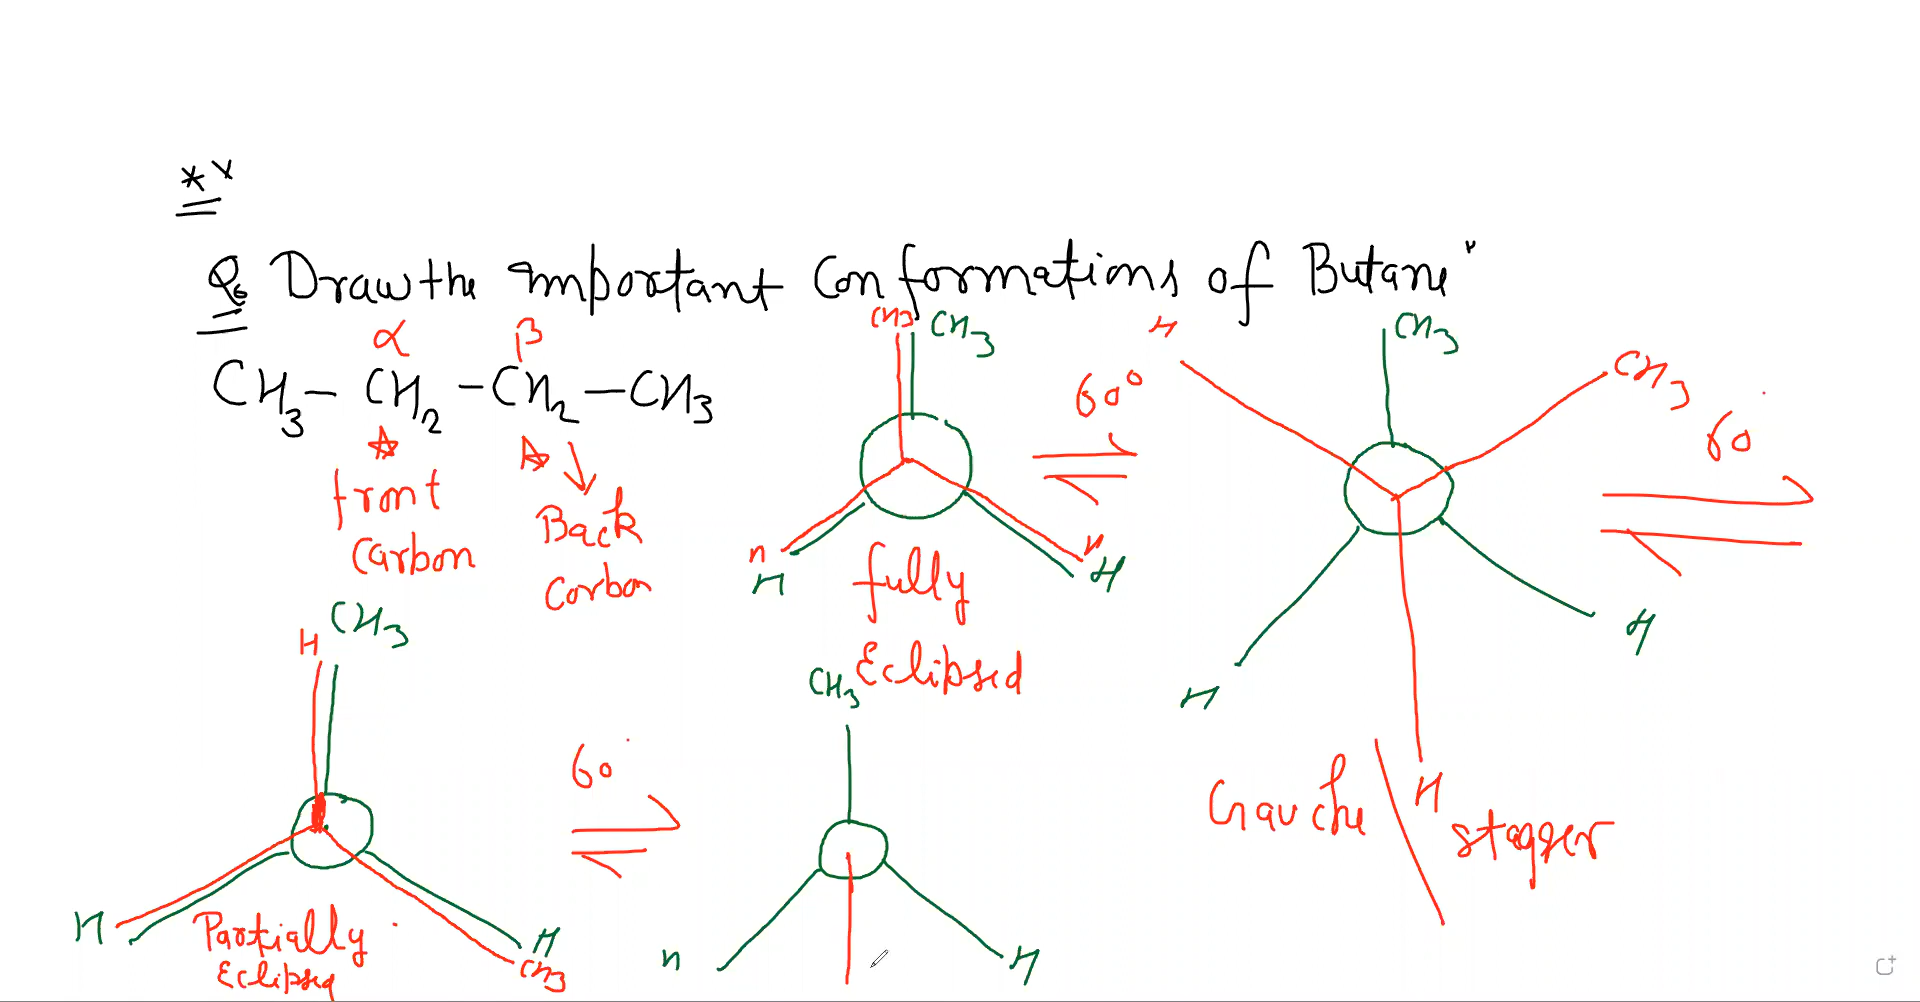 **
Q. Draw the important Conformations of Butane"
α β
CH3 - CH2 - CH2 - CH3
front
Carbon
Back
Carbon
CH3 CH3
H
H
H
H
fully
Eclipsed
60°
H
CH3
CH3
H
H
H
Gauche
stagger
60°
H CH3
H
H
CH3
Partially
Eclipsed
60°
CH3
H
H